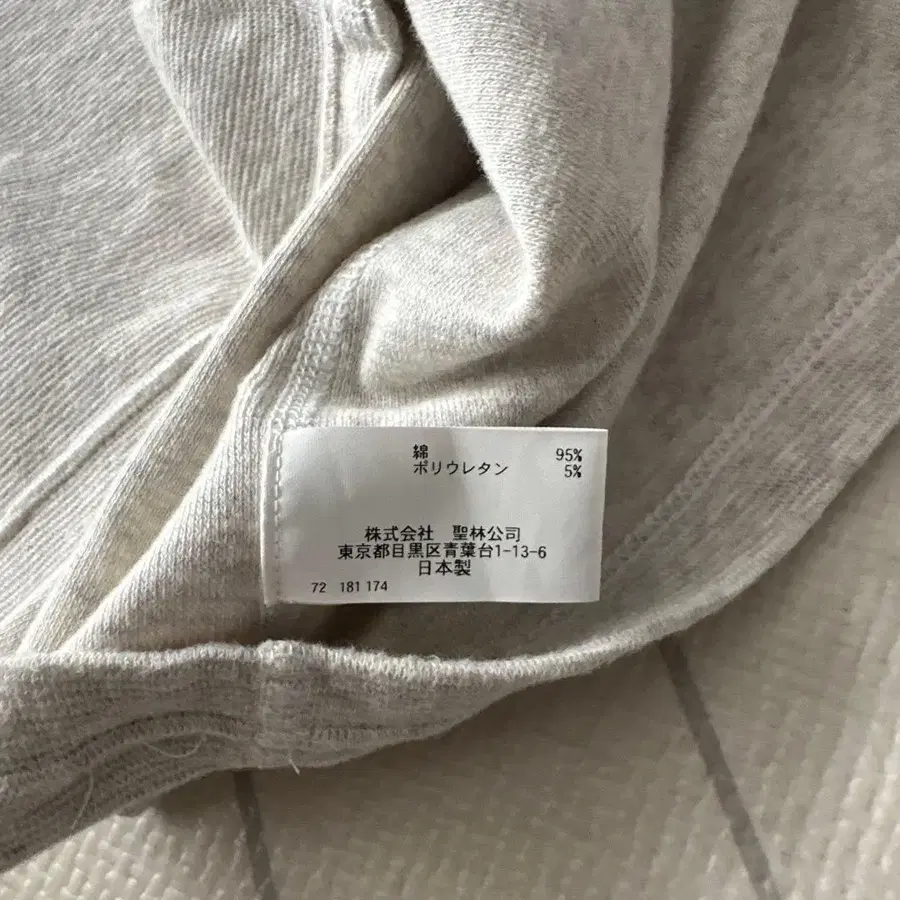 綿 95%
ポリウレタン 5%
株式会社 聖林公司
東京都目黒区青葉台1-13-6
日本製
72 181 174